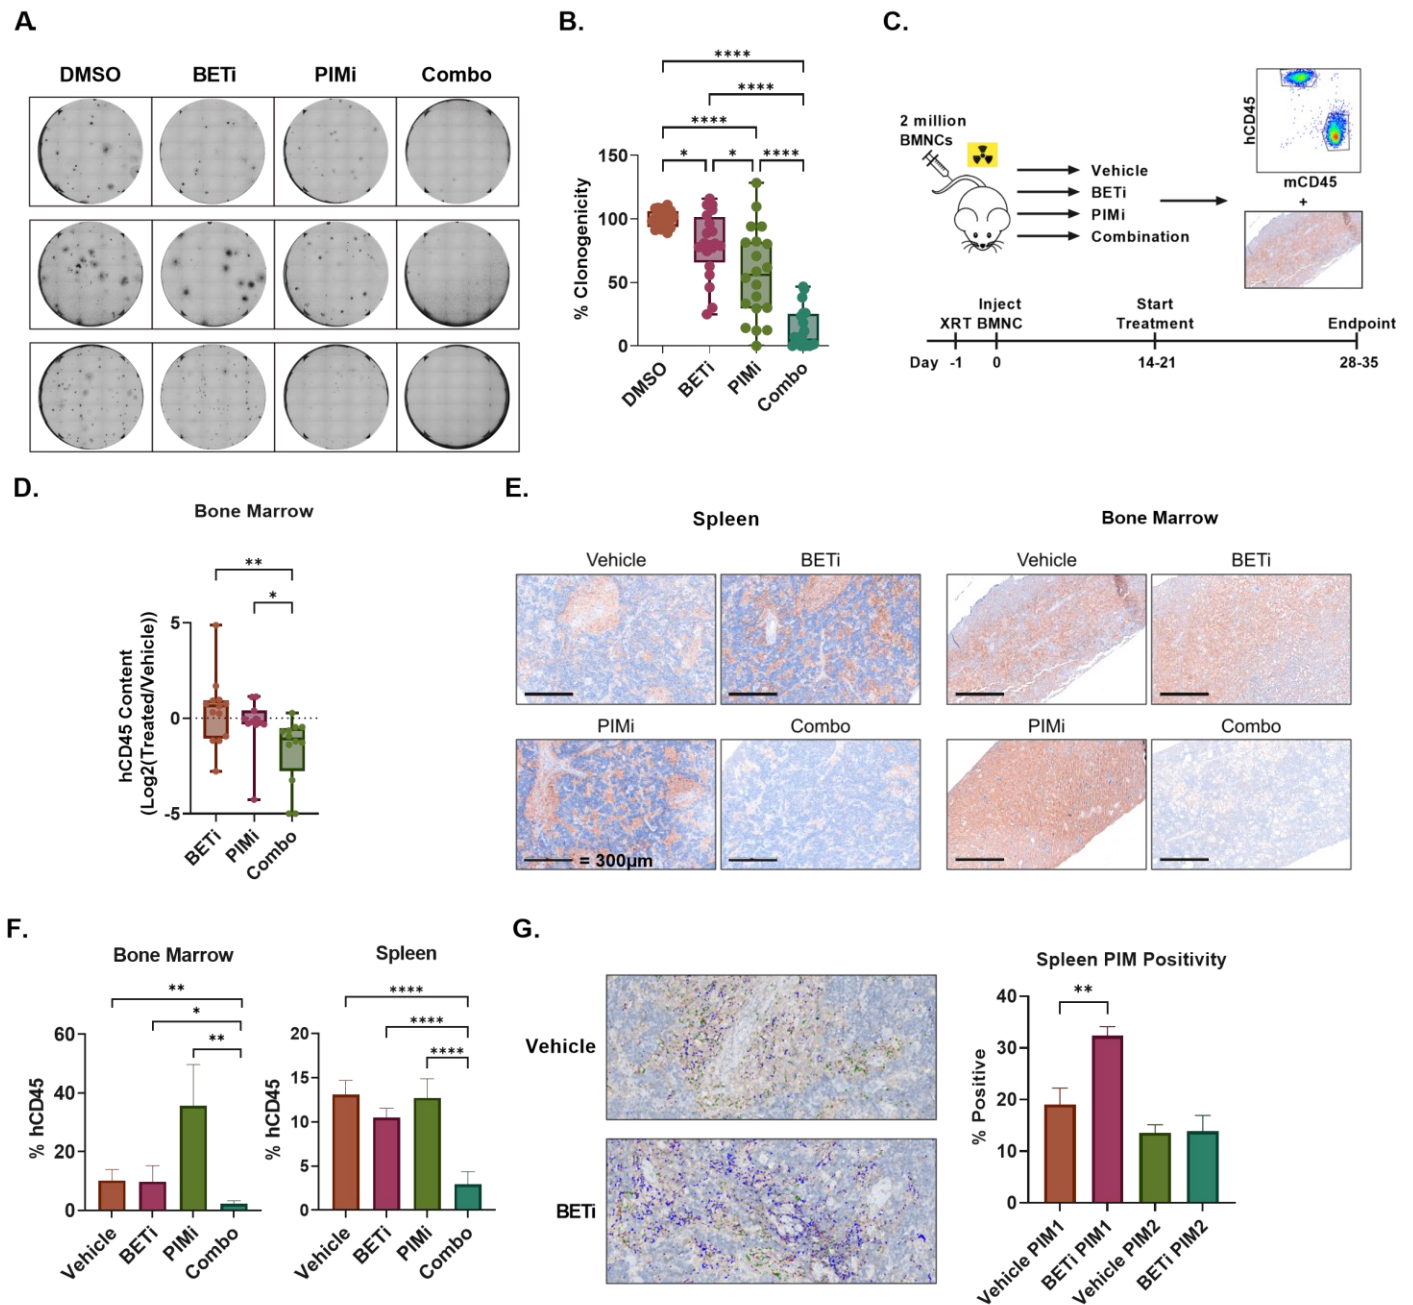 A.
DMSO BETi PIMi Combo
B.
****
****
****
* * ****
% Clonogenicity
150
100
50
0
DMSO BETi PIMi Combo
C.
2 million
BMNCs
Vehicle
BETi
PIMi
Combination
hCD45
mCD45
+
XRT Inject BMNC Start Treatment Endpoint
Day -1 0 14-21 28-35
D.
Bone Marrow
**
*
hCD45 Content
(Log2(Treated/Vehicle))
5
0
-5
BETi PIMi Combo
E.
Spleen Bone Marrow
Vehicle BETi Vehicle BETi
PIMi Combo PIMi Combo
= 300µm
F.
Bone Marrow
**
*
**
% hCD45
60
40
20
0
Vehicle BETi PIMi Combo
Spleen
****
****
****
% hCD45
20
15
10
5
0
Vehicle BETi PIMi Combo
G.
Vehicle
BETi
Spleen PIM Positivity
**
% Positive
40
30
20
10
0
Vehicle PIM1 BETi PIM1 Vehicle PIM2 BETi PIM2